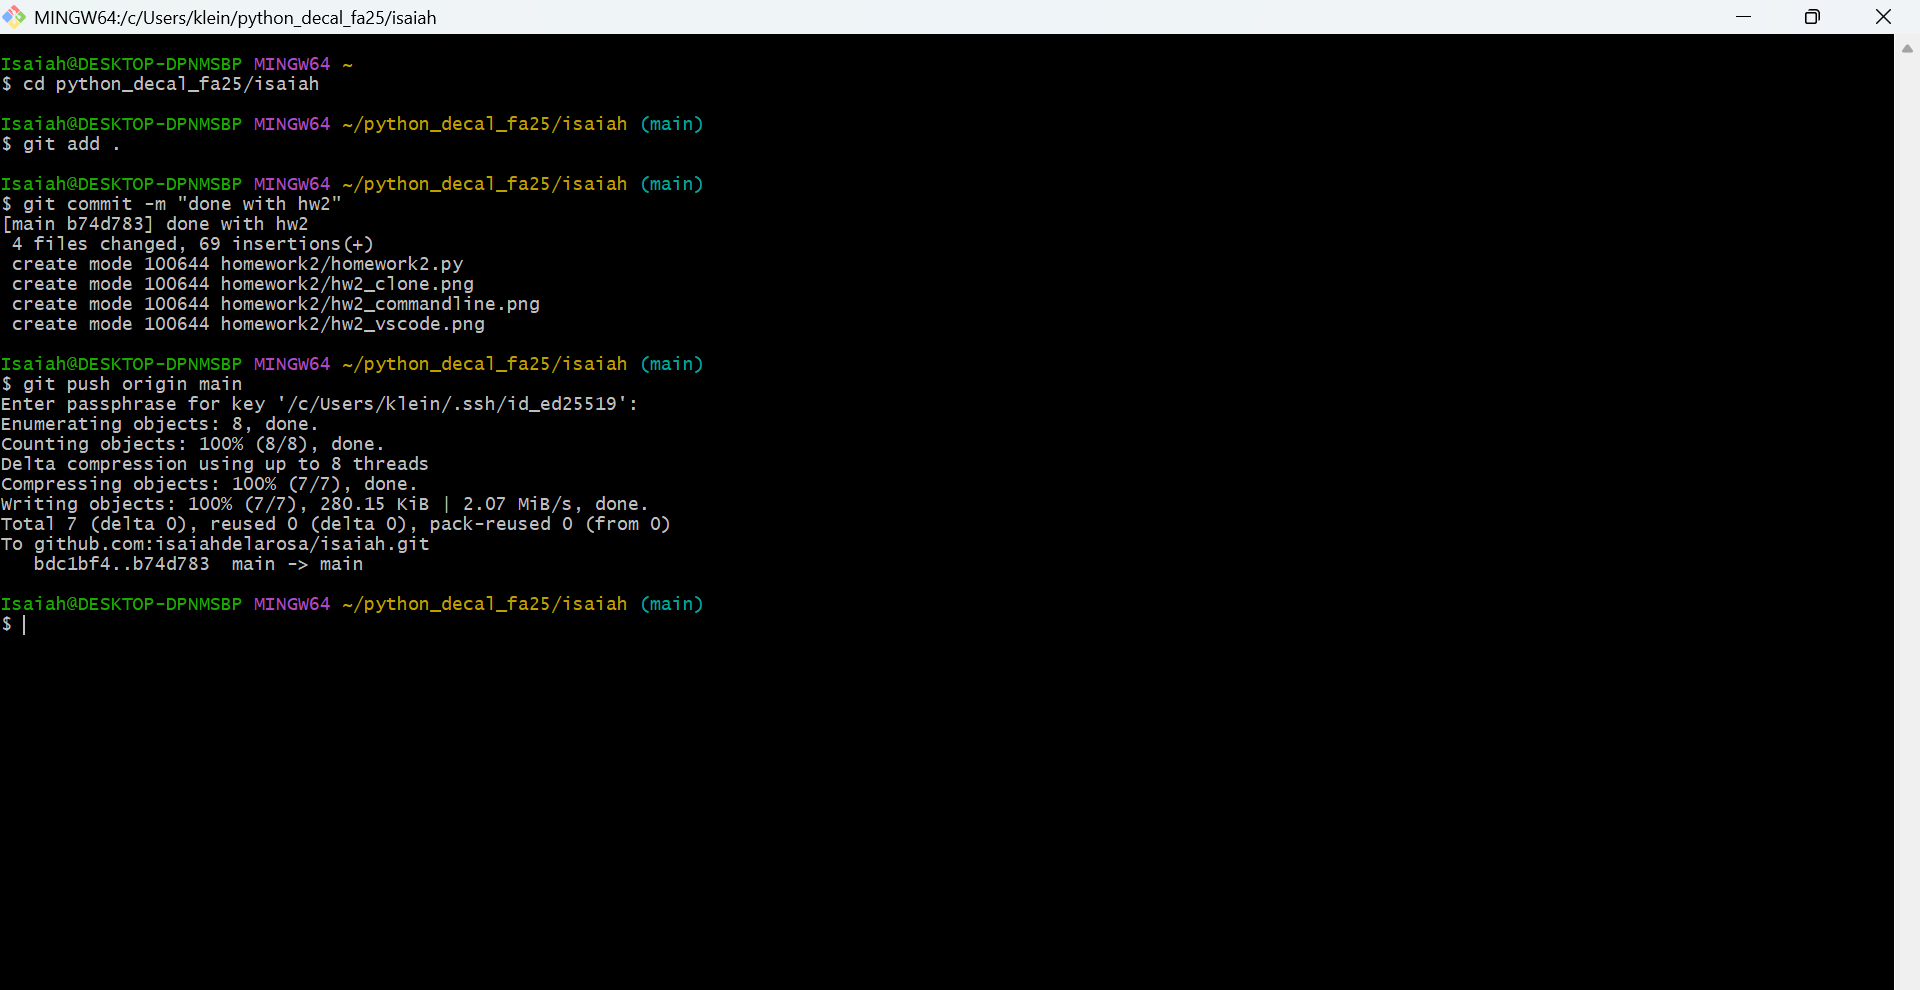 MINGW64:/c/Users/klein/python_decal_fa25/isaiah
Isaiah@DESKTOP-DPNMSBP MINGW64 ~
$ cd python_decal_fa25/isaiah
Isaiah@DESKTOP-DPNMSBP MINGW64 ~/python_decal_fa25/isaiah (main)
$ git add .
Isaiah@DESKTOP-DPNMSBP MINGW64 ~/python_decal_fa25/isaiah (main)
$ git commit -m "done with hw2"
[main b74d783] done with hw2
 4 files changed, 69 insertions(+)
 create mode 100644 homework2/homework2.py
 create mode 100644 homework2/hw2_clone.png
 create mode 100644 homework2/hw2_commandline.png
 create mode 100644 homework2/hw2_vscode.png
Isaiah@DESKTOP-DPNMSBP MINGW64 ~/python_decal_fa25/isaiah (main)
$ git push origin main
Enter passphrase for key '/c/Users/klein/.ssh/id_ed25519':
Enumerating objects: 8, done.
Counting objects: 100% (8/8), done.
Delta compression using up to 8 threads
Compressing objects: 100% (7/7), done.
Writing objects: 100% (7/7), 280.15 KiB | 2.07 MiB/s, done.
Total 7 (delta 0), reused 0 (delta 0), pack-reused 0 (from 0)
To github.com:isaiahdelarosa/isaiah.git
   bdc1bf4..b74d783  main -> main
Isaiah@DESKTOP-DPNMSBP MINGW64 ~/python_decal_fa25/isaiah (main)
$